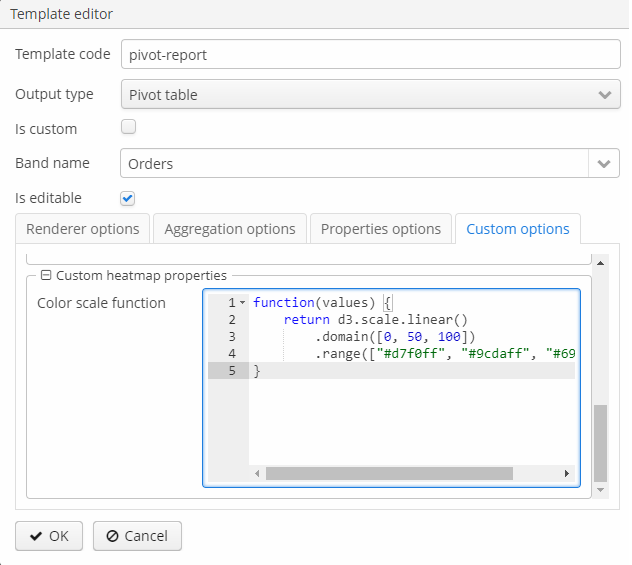 Template editor
Template code pivot-report
Output type Pivot table
Is custom
Band name Orders
Is editable
Renderer options Aggregation options Properties options Custom options
Custom heatmap properties
Color scale function
1 function(values) {
2 return d3.scale.linear()
3 .domain([0, 50, 100])
4 .range(["#d7f0ff", "#9cdaff", "#69
5 }
OK Cancel